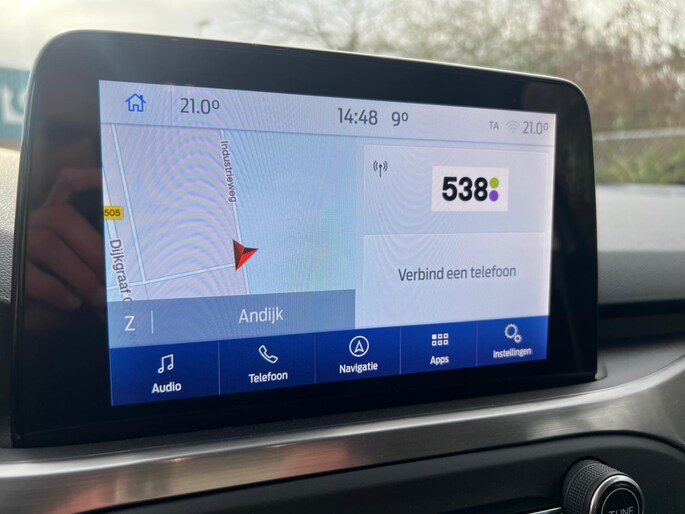 21.0°
14:48 9°
TA 21.0°
Industrieweg
505
538
Verbind een telefoon
Z
Andijk
Audio
Telefoon
Navigatie
Apps
Instellingen
TUNE